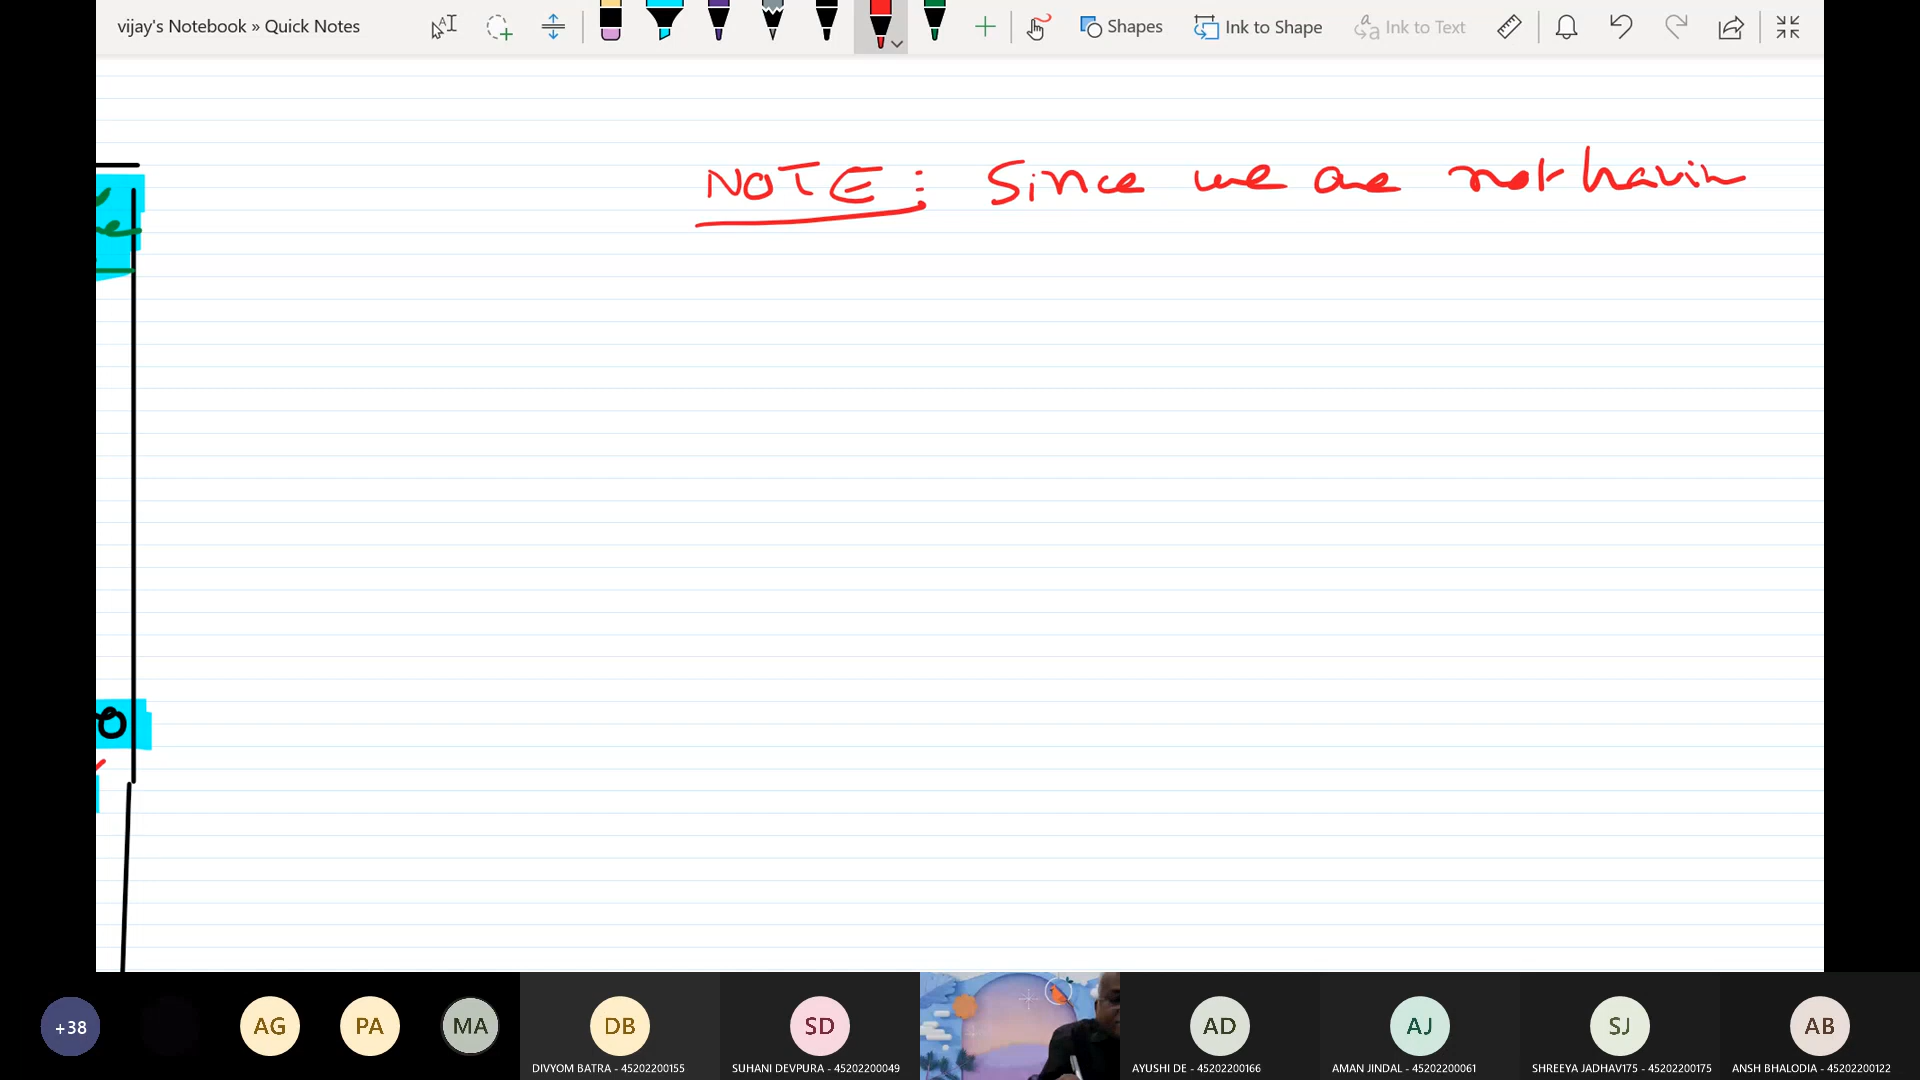 vijay's Notebook » Quick Notes
Shapes
Ink to Shape
Ink to Text
NOTE: Since we are not havin
e
0
+38
AG
PA
MA
DB
SD
AD
AJ
SJ
AB
DIVYOM BATRA - 45202200155
SUHANI DEVPURA - 45202200049
AYUSHI DE - 45202200166
AMAN JINDAL - 45202200061
SHREEYA JADHAV175 - 45202200175
ANSH BHALODIA - 45202200122